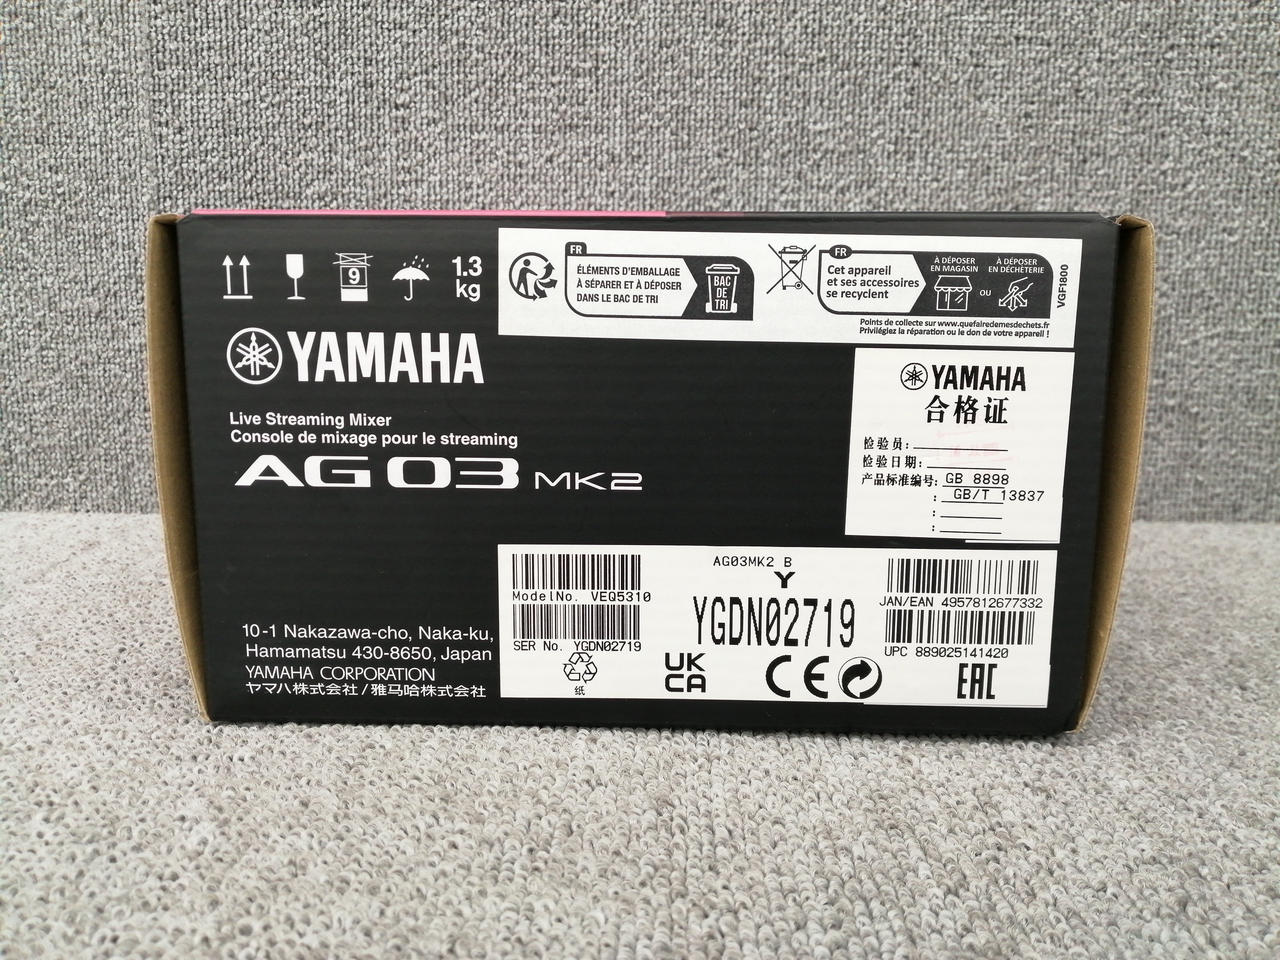 9
1.3
kg
YAMAHA
Live Streaming Mixer
Console de mixage pour le streaming
AG03 MK2
10-1 Nakazawa-cho, Naka-ku,
Hamamatsu 430-8650, Japan
YAMAHA CORPORATION
ヤマハ株式会社 / 雅马哈株式会社
FR
ÉLÉMENTS D'EMBALLAGE
À SÉPARER ET À DÉPOSER
DANS LE BAC DE TRI
BAC
DE
TRI
FR
Cet appareil
et ses accessoires
se recyclent
À DÉPOSER
EN MAGASIN
OU
À DÉPOSER
EN DÉCHÈTERIE
Points de collecte sur www.quefairedemesdechets.fr
Privilégiez la réparation ou le don de votre appareil !
VGF1800
YAMAHA
合格证
检验员:
检验日期:
产品标准编号: GB 8898
: GB/T 13837
:
:
AG03MK2 B
Y
ModelNo. VEQ5310
YGDN02719
SER No. YGDN02719
JAN/EAN 4957812677332
UPC 889025141420
纸
UK
CA
CE
EAC